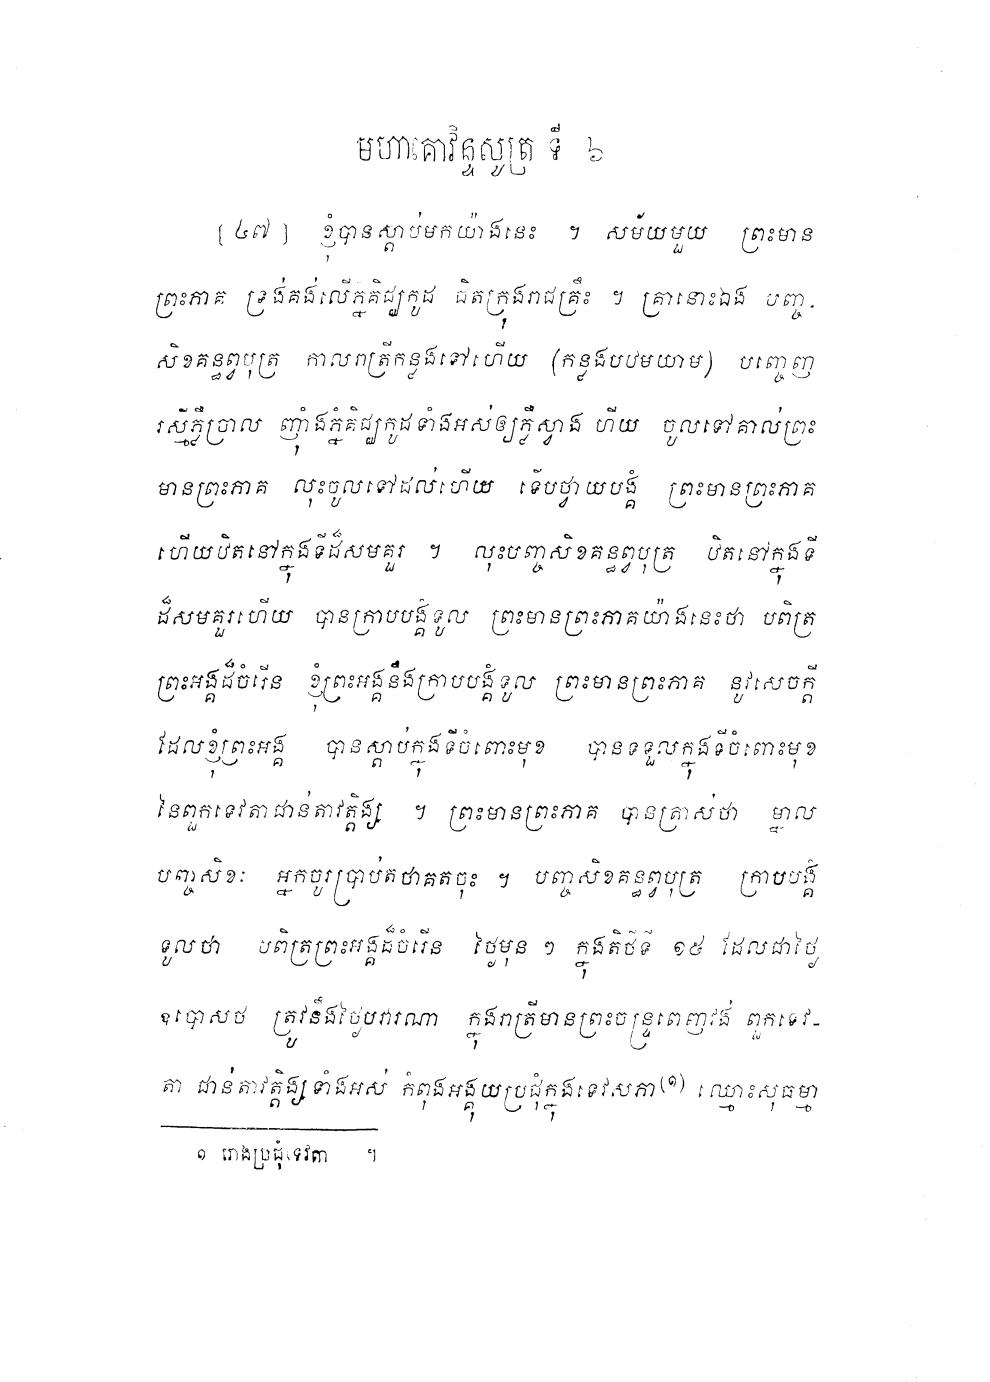 មហាគោវិន្ទសូត្រ ទី ៦
[៤៧] ខ្ញុំបានស្តាប់មកយ៉ាងនេះ ។ សម័យមួយ ព្រះមាន
ព្រះភាគ ទ្រង់គង់លើភ្នំគិជ្ឈកូដ ជិតក្រុងរាជគ្រឹះ ។ គ្រានោះឯង បញ្ច-
សិខគន្ធព្វបុត្រ កាលរាត្រីកន្លងទៅហើយ (កន្លងបឋមយាម) បញ្ចេញ
រស្មីភ្លឺប្រាល ញ៉ាំងភ្នំគិជ្ឈកូដទាំងអស់ឲ្យភ្លឺស្វាង ហើយ ចូលទៅគាល់ព្រះ
មានព្រះភាគ លុះចូលទៅដល់ហើយ ទើបថ្វាយបង្គំ ព្រះមានព្រះភាគ
ហើយឋិតនៅក្នុងទីដ៏សមគួរ ។ លុះបញ្ចសិខគន្ធព្វបុត្រ ឋិតនៅក្នុងទី
ដ៏សមគួរហើយ បានក្រាបបង្គំទូល ព្រះមានព្រះភាគយ៉ាងនេះថា បពិត្រ
ព្រះអង្គដ៏ចំរើន ខ្ញុំព្រះអង្គនឹងក្រាបបង្គំទូល ព្រះមានព្រះភាគ នូវសេចក្តី
ដែលខ្ញុំព្រះអង្គ បានស្តាប់ក្នុងទីចំពោះមុខ បានទទួលក្នុងទីចំពោះមុខ
នៃពួកទេវតាជាន់តាវត្តិង្ស ។ ព្រះមានព្រះភាគ បានត្រាស់ថា ម្នាល
បញ្ចសិខៈ អ្នកចូរប្រាប់តថាគតចុះ ។ បញ្ចសិខគន្ធព្វបុត្រ ក្រាបបង្គំ
ទូលថា បពិត្រព្រះអង្គដ៏ចំរើន ថ្ងៃមុន ៗ ក្នុងតិថីទី ១៥ ដែលជាថ្ងៃ
ឧបោសថ ត្រូវនឹងថ្ងៃបវារណា ក្នុងរាត្រីមានព្រះចន្ទ្រពេញវង់ ពួកទេវ-
តា ជាន់តាវត្តិង្សទាំងអស់ កំពុងអង្គុយប្រជុំក្នុងទេវសភា(១) ឈ្មោះសុធម្មា
១ រោងប្រជុំទេវតា ។